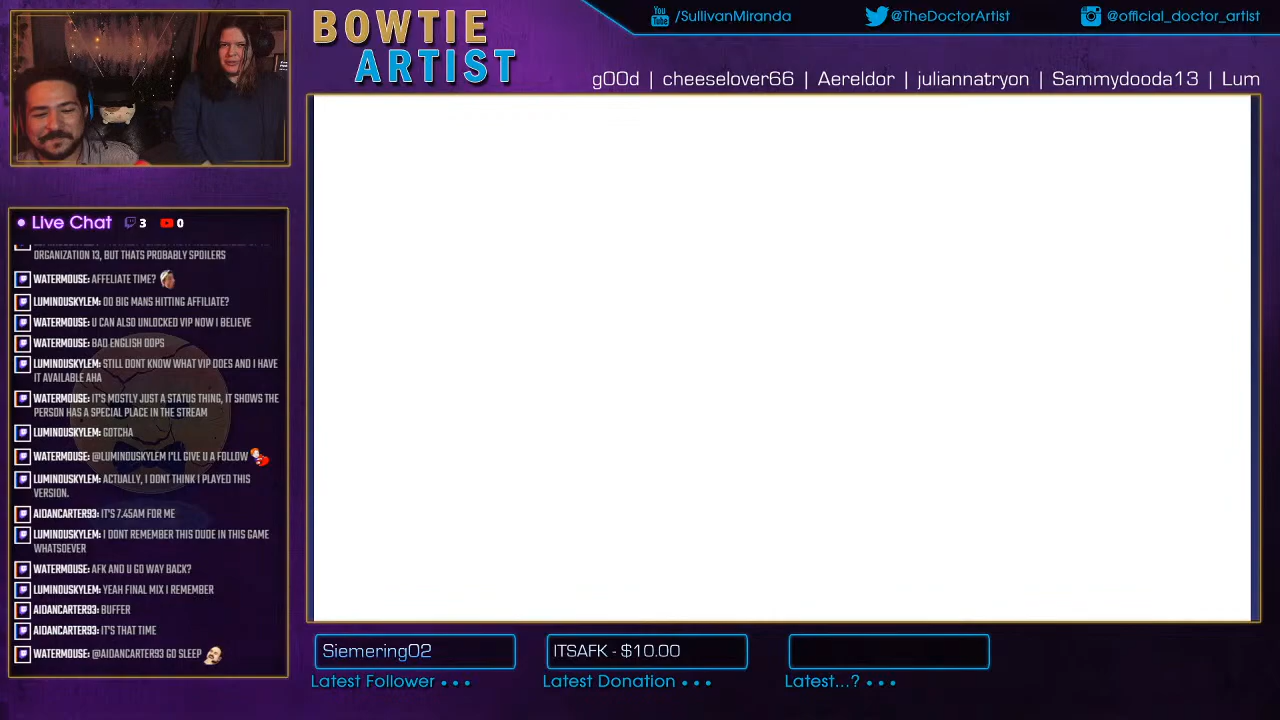 BOWTIE
ARTIST
/SullivanMiranda
@TheDoctorArtist
@official_doctor_artist
g00d | cheeselover66 | Aereldor | juliannatryon | Sammydooda13 | Lum
Live Chat 3 0
ORGANIZATION 13, BUT THATS PROBABLY SPOILERS
WATERMOUSE: AFFELIATE TIME?
LUMINOUSKYLEM: OO BIG MANS HITTING AFFILIATE?
WATERMOUSE: U CAN ALSO UNLOCKED VIP NOW I BELIEVE
WATERMOUSE: BAD ENGLISH OOPS
LUMINOUSKYLEM: STILL DONT KNOW WHAT VIP DOES AND I HAVE
IT AVAILABLE AHA
WATERMOUSE: IT'S MOSTLY JUST A STATUS THING, IT SHOWS THE
PERSON HAS A SPECIAL PLACE IN THE STREAM
LUMINOUSKYLEM: GOTCHA
WATERMOUSE: @LUMINOUSKYLEM I'LL GIVE U A FOLLOW
LUMINOUSKYLEM: ACTUALLY, I DONT THINK I PLAYED THIS
VERSION.
AIDANCARTER93: IT'S 7.45AM FOR ME
LUMINOUSKYLEM: I DONT REMEMBER THIS DUDE IN THIS GAME
WHATSOEVER
WATERMOUSE: AFK AND U GO WAY BACK?
LUMINOUSKYLEM: YEAH FINAL MIX I REMEMBER
AIDANCARTER93: BUFFER
AIDANCARTER93: IT'S THAT TIME
WATERMOUSE: @AIDANCARTER93 GO SLEEP
Siemering02
Latest Follower • • •
ITSAFK - $10.00
Latest Donation • • •
Latest...? • • •